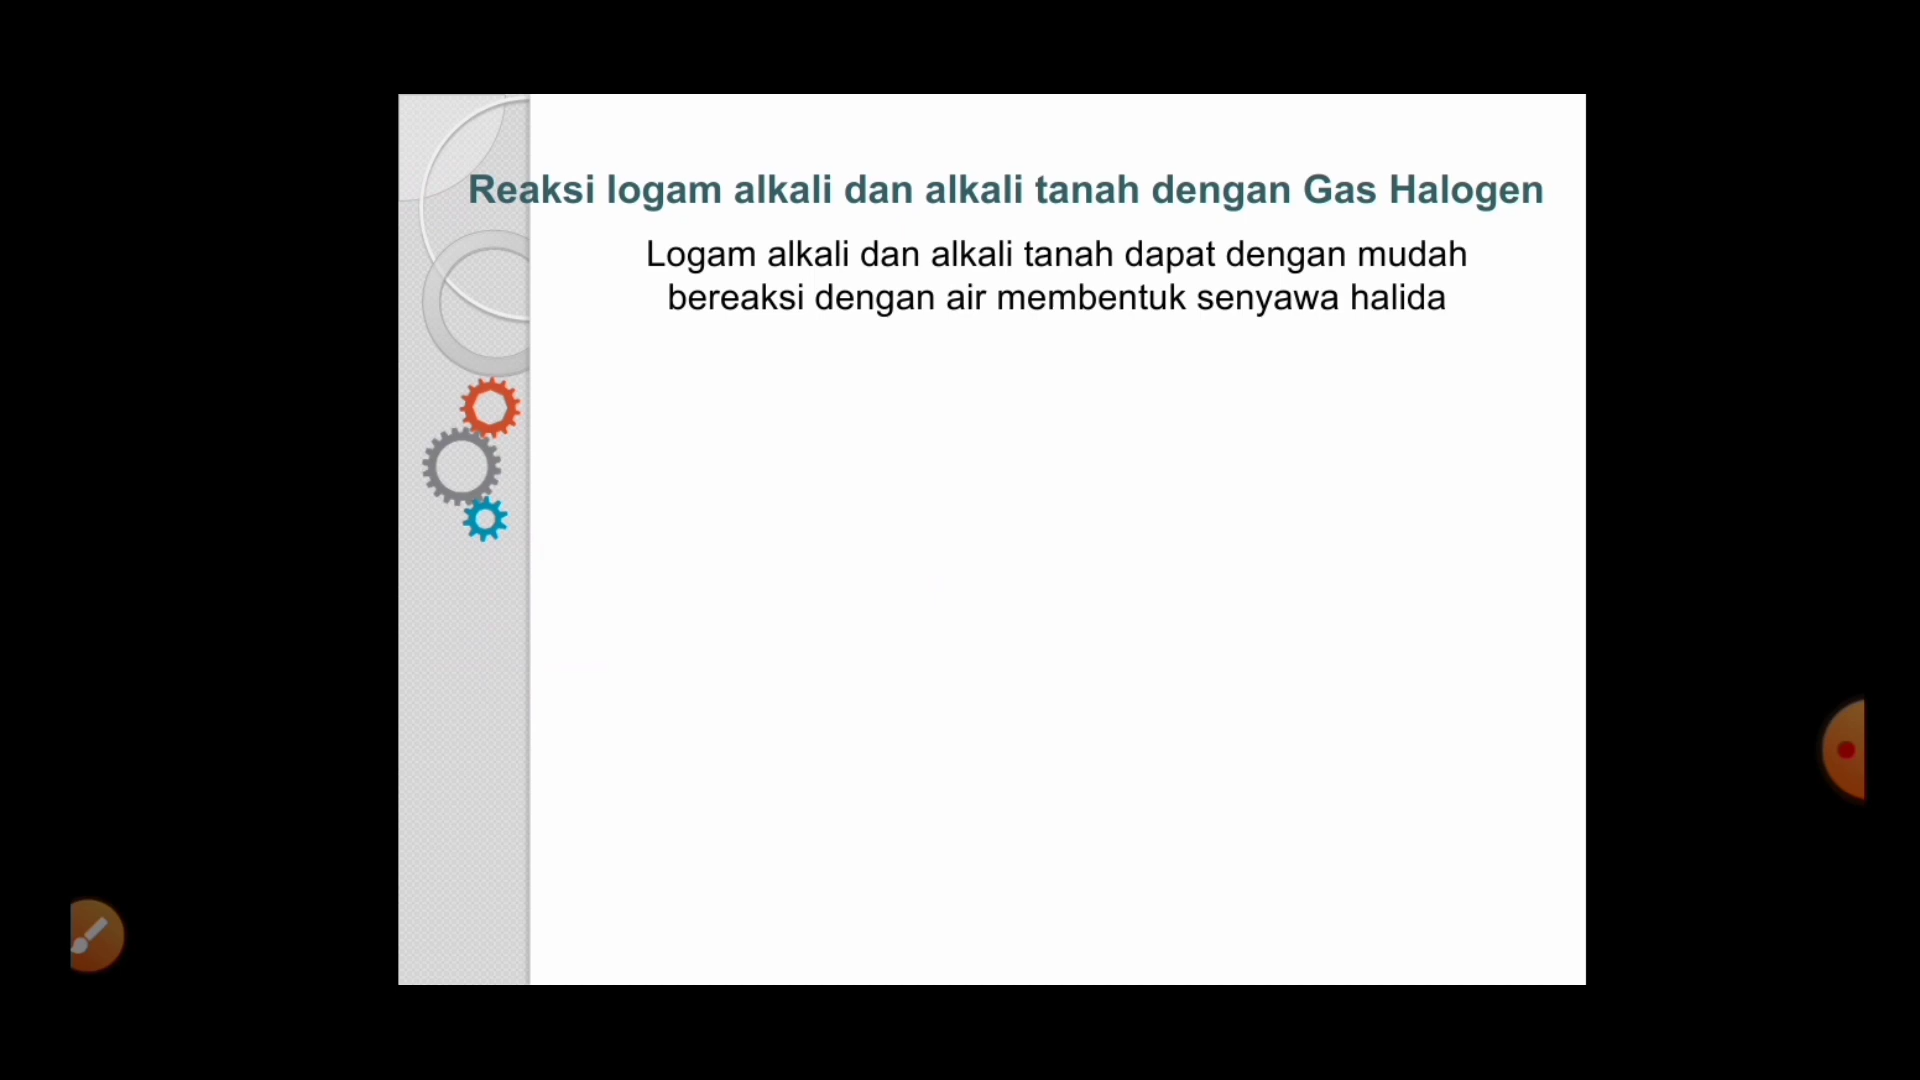 Reaksi logam alkali dan alkali tanah dengan Gas Halogen
Logam alkali dan alkali tanah dapat dengan mudah
bereaksi dengan air membentuk senyawa halida